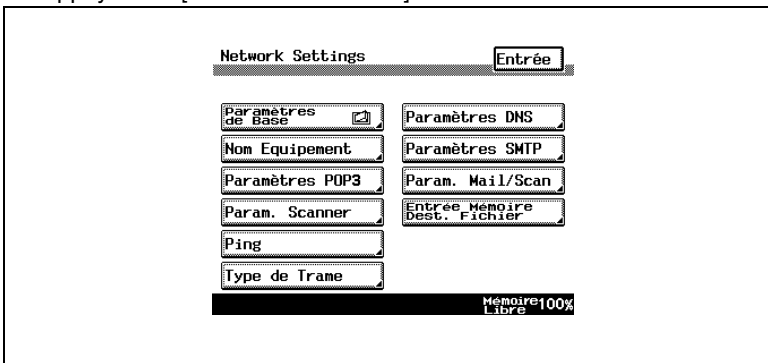 Network Settings
Entrée
Paramètres
de Base
Paramètres DNS
Nom Equipement
Paramètres SMTP
Paramètres POP3
Param. Mail/Scan
Param. Scanner
Entrée Mémoire
Dest. Fichier
Ping
Type de Trame
Mémoire
Libre 100%